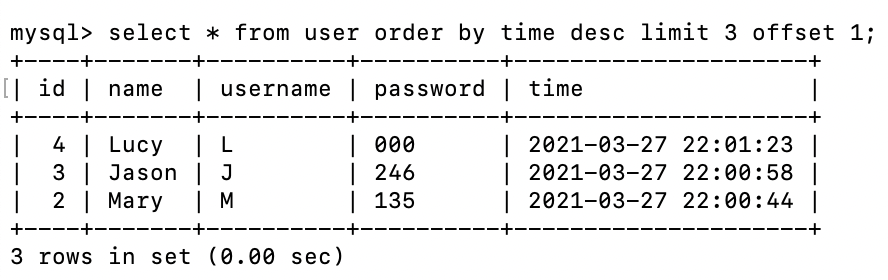 mysql> select * from user order by time desc limit 3 offset 1;
+----+-------+----------+----------+---------------------+
| id | name  | username | password | time                |
+----+-------+----------+----------+---------------------+
|  4 | Lucy  | L        | 000      | 2021-03-27 22:01:23 |
|  3 | Jason | J        | 246      | 2021-03-27 22:00:58 |
|  2 | Mary  | M        | 135      | 2021-03-27 22:00:44 |
+----+-------+----------+----------+---------------------+
3 rows in set (0.00 sec)